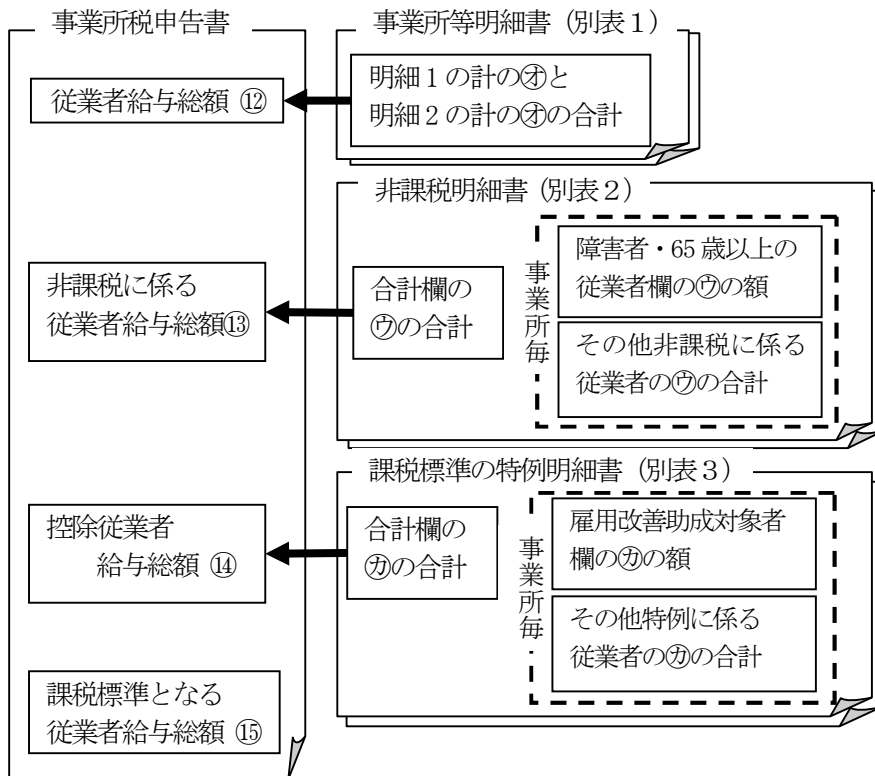 事業所税申告書
従業者給与総額 ⑫
非課税に係る
従業者給与総額⑬
控除従業者
給与総額 ⑭
課税標準となる
従業者給与総額 ⑮
事業所等明細書（別表１）
明細１の計の㋔と
明細２の計の㋔の合計
非課税明細書（別表２）
合計欄の
㋒の合計
事業所毎
障害者・65 歳以上の
従業者欄の㋒の額
その他非課税に係る
従業者の㋒の合計
課税標準の特例明細書（別表３）
合計欄の
㋕の合計
事業所毎
雇用改善助成対象者
欄の㋕の額
その他特例に係る
従業者の㋕の合計